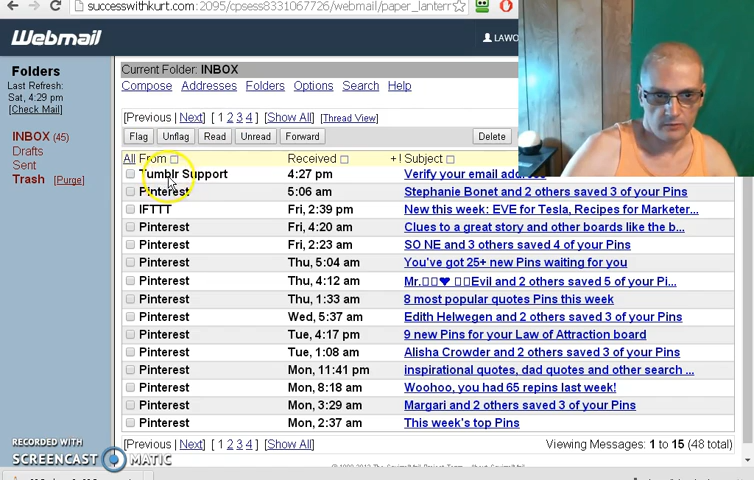 successwithkurt.com:2095/cpsess8331067726/webmail/paper_lantern
Webmail
LAWO
Folders
Last Refresh:
Sat, 4:29 pm
[Check Mail]
INBOX (45)
Drafts
Sent
Trash [Purge]
Current Folder: INBOX
Compose Addresses Folders Options Search Help
[Previous | Next] [ 1 2 3 4 ] [Show All] [Thread View]
Flag Unflag Read Unread Forward Delete
All From Received + ! Subject
Tumblr Support 4:27 pm Verify your email address
Pinterest 5:06 am Stephanie Bonet and 2 others saved 3 of your Pins
IFTTT Fri, 2:39 pm New this week: EVE for Tesla, Recipes for Marketer...
Pinterest Fri, 4:20 am Clues to a great story and other boards like the b...
Pinterest Fri, 2:23 am SO NE and 3 others saved 4 of your Pins
Pinterest Thu, 5:04 am You've got 25+ new Pins waiting for you
Pinterest Thu, 4:12 am Mr.□□❤ □□Evil and 2 others saved 5 of your Pi...
Pinterest Thu, 1:33 am 8 most popular quotes Pins this week
Pinterest Wed, 5:37 am Edith Helwegen and 2 others saved 3 of your Pins
Pinterest Tue, 4:17 pm 9 new Pins for your Law of Attraction board
Pinterest Tue, 1:08 am Alisha Crowder and 2 others saved 3 of your Pins
Pinterest Mon, 11:41 pm inspirational quotes, dad quotes and other search ...
Pinterest Mon, 8:18 am Woohoo, you had 65 repins last week!
Pinterest Mon, 3:29 am Margari and 2 others saved 3 of your Pins
Pinterest Mon, 2:37 am This week's top Pins
[Previous | Next] [ 1 2 3 4 ] [Show All] Viewing Messages: 1 to 15 (48 total)
RECORDED WITH
SCREENCAST MATIC